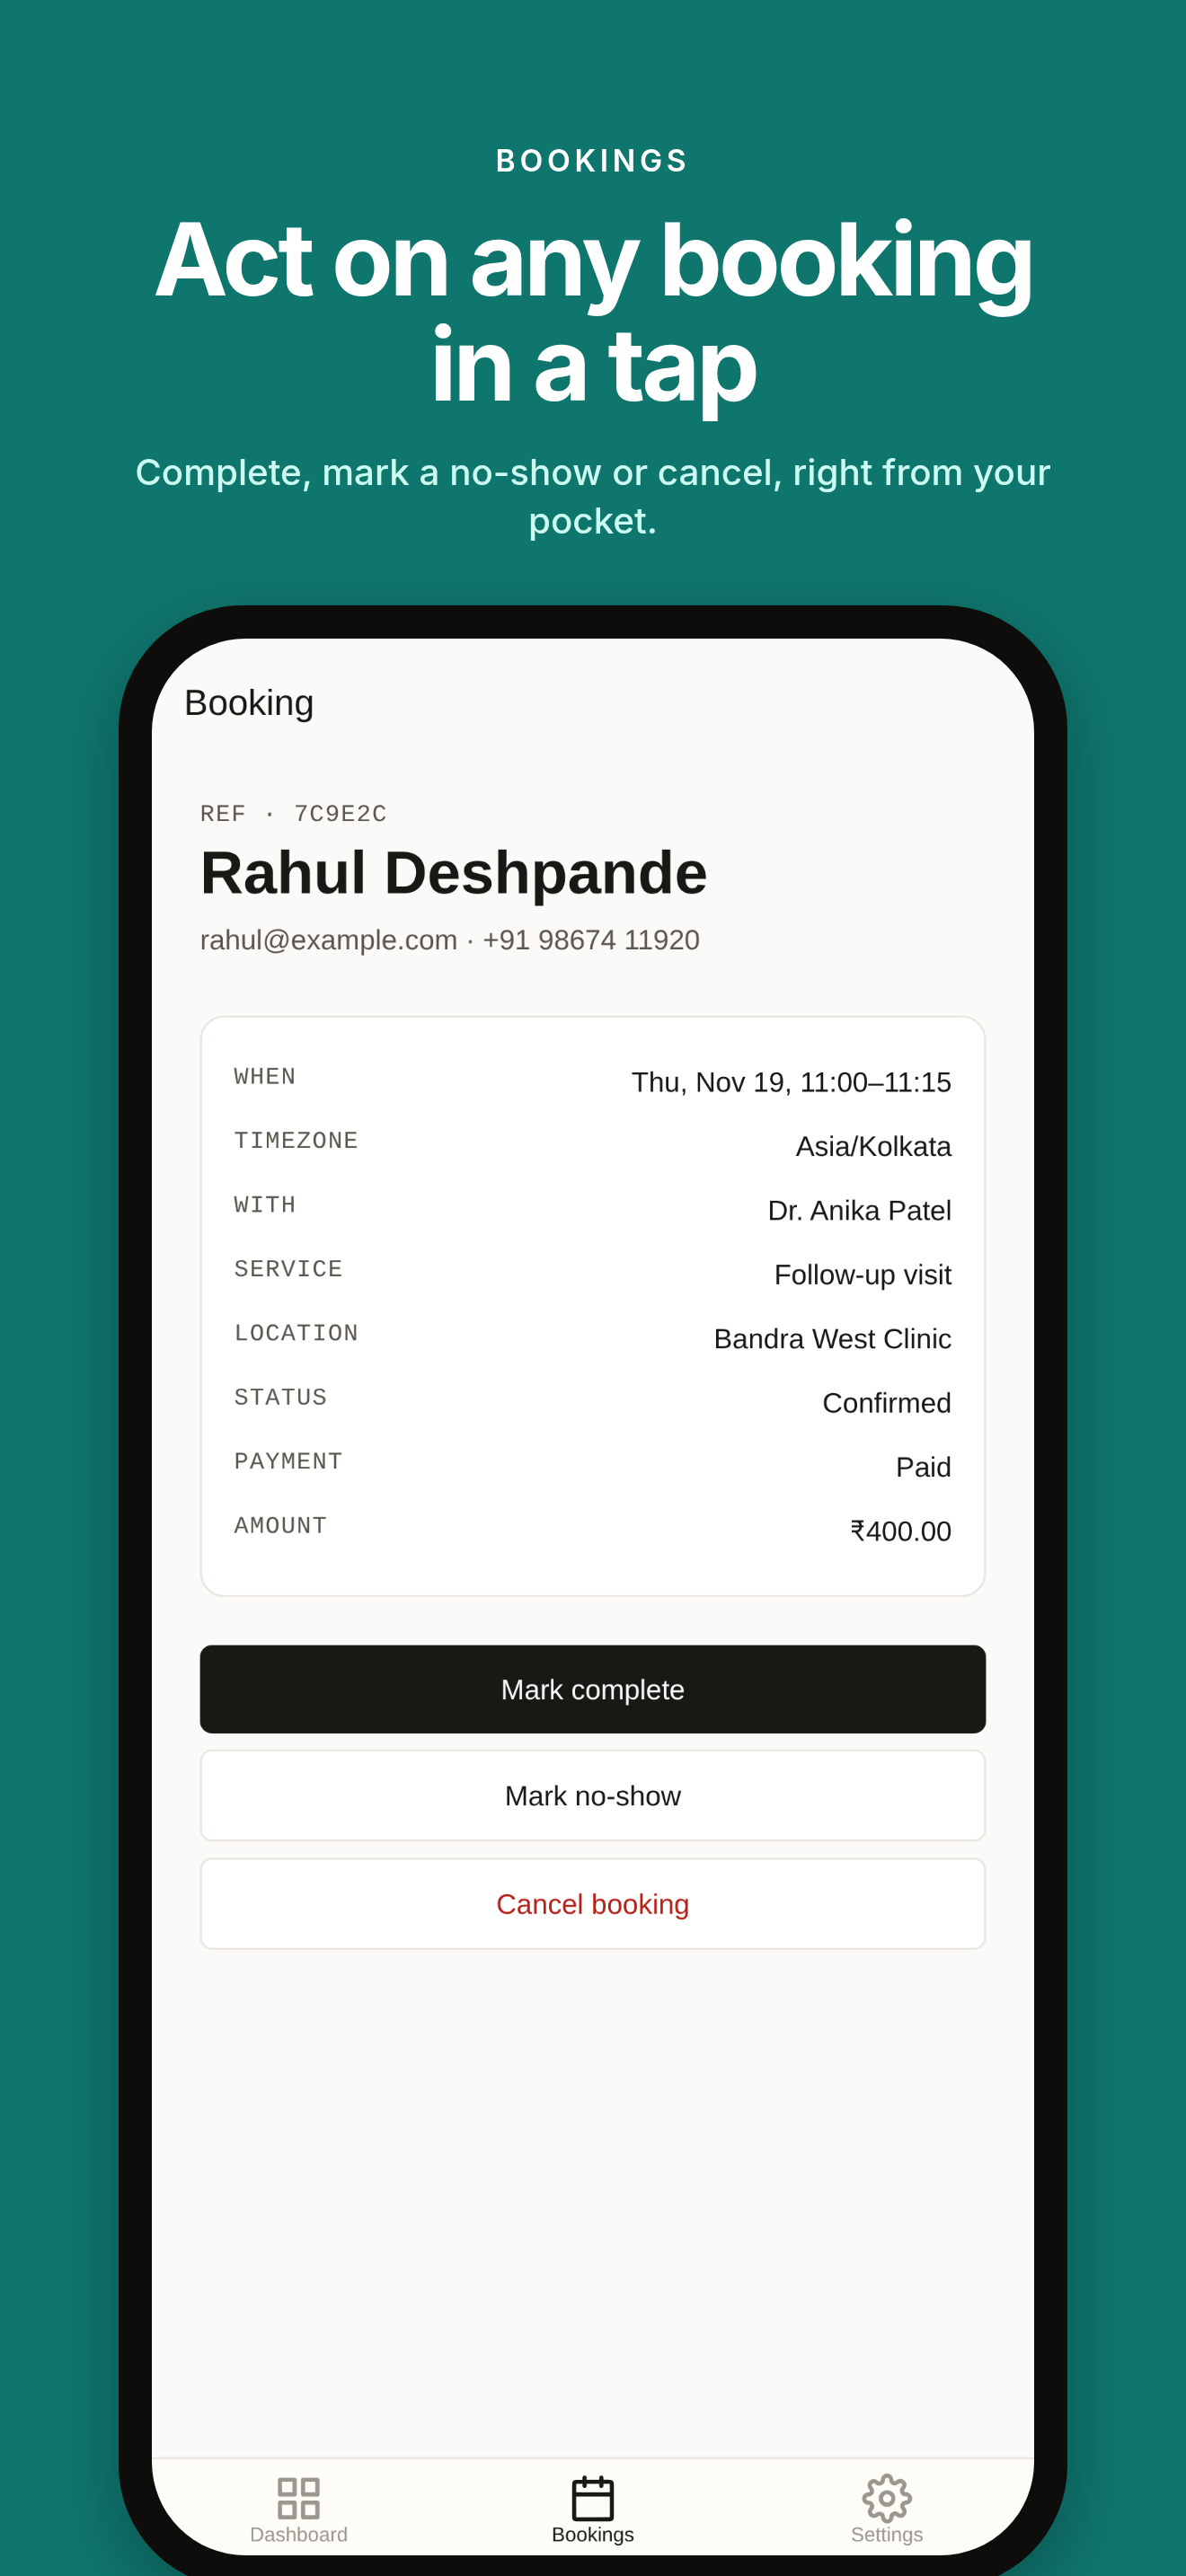 BOOKINGS
Act on any booking
in a tap
Complete, mark a no-show or cancel, right from your
pocket.
Booking
REF · 7C9E2C
Rahul Deshpande
rahul@example.com · +91 98674 11920
WHEN Thu, Nov 19, 11:00–11:15
TIMEZONE Asia/Kolkata
WITH Dr. Anika Patel
SERVICE Follow-up visit
LOCATION Bandra West Clinic
STATUS Confirmed
PAYMENT Paid
AMOUNT ₹400.00
Mark complete
Mark no-show
Cancel booking
Dashboard Bookings Settings